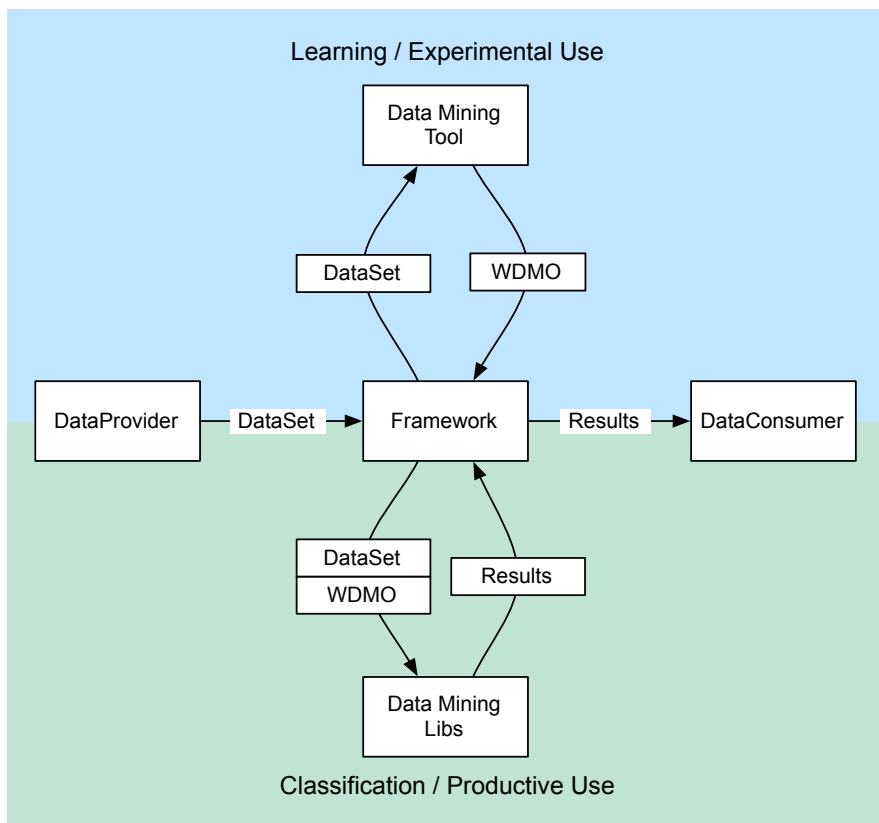 Learning / Experimental Use
Data Mining
Tool
DataSet
WDMO
DataProvider
DataSet
Framework
Results
DataConsumer
DataSet
WDMO
Results
Data Mining
Libs
Classification / Productive Use